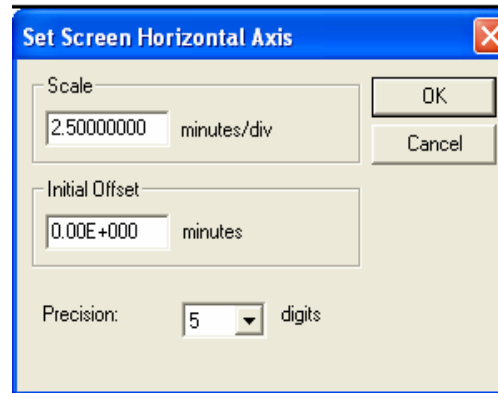 Set Screen Horizontal Axis
Scale
2.50000000 minutes/div
OK
Cancel
Initial Offset
0.00E+000 minutes
Precision: 5 digits